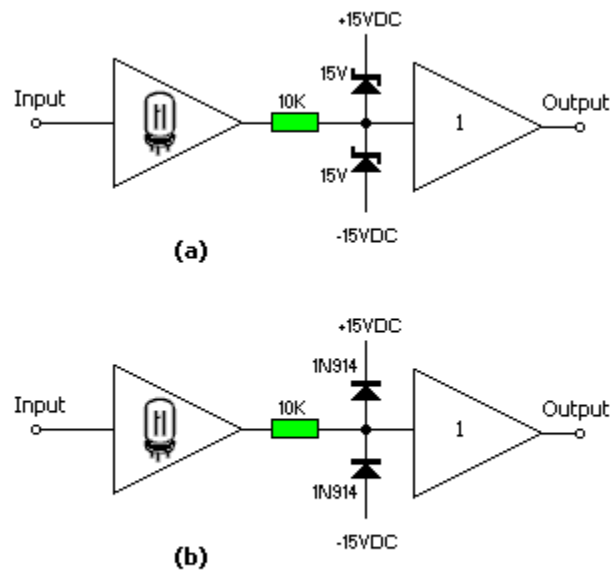 +15VDC
15V
Input
10K
1
Output
15V
-15VDC
(a)
+15VDC
1N914
Input
10K
1
Output
1N914
-15VDC
(b)